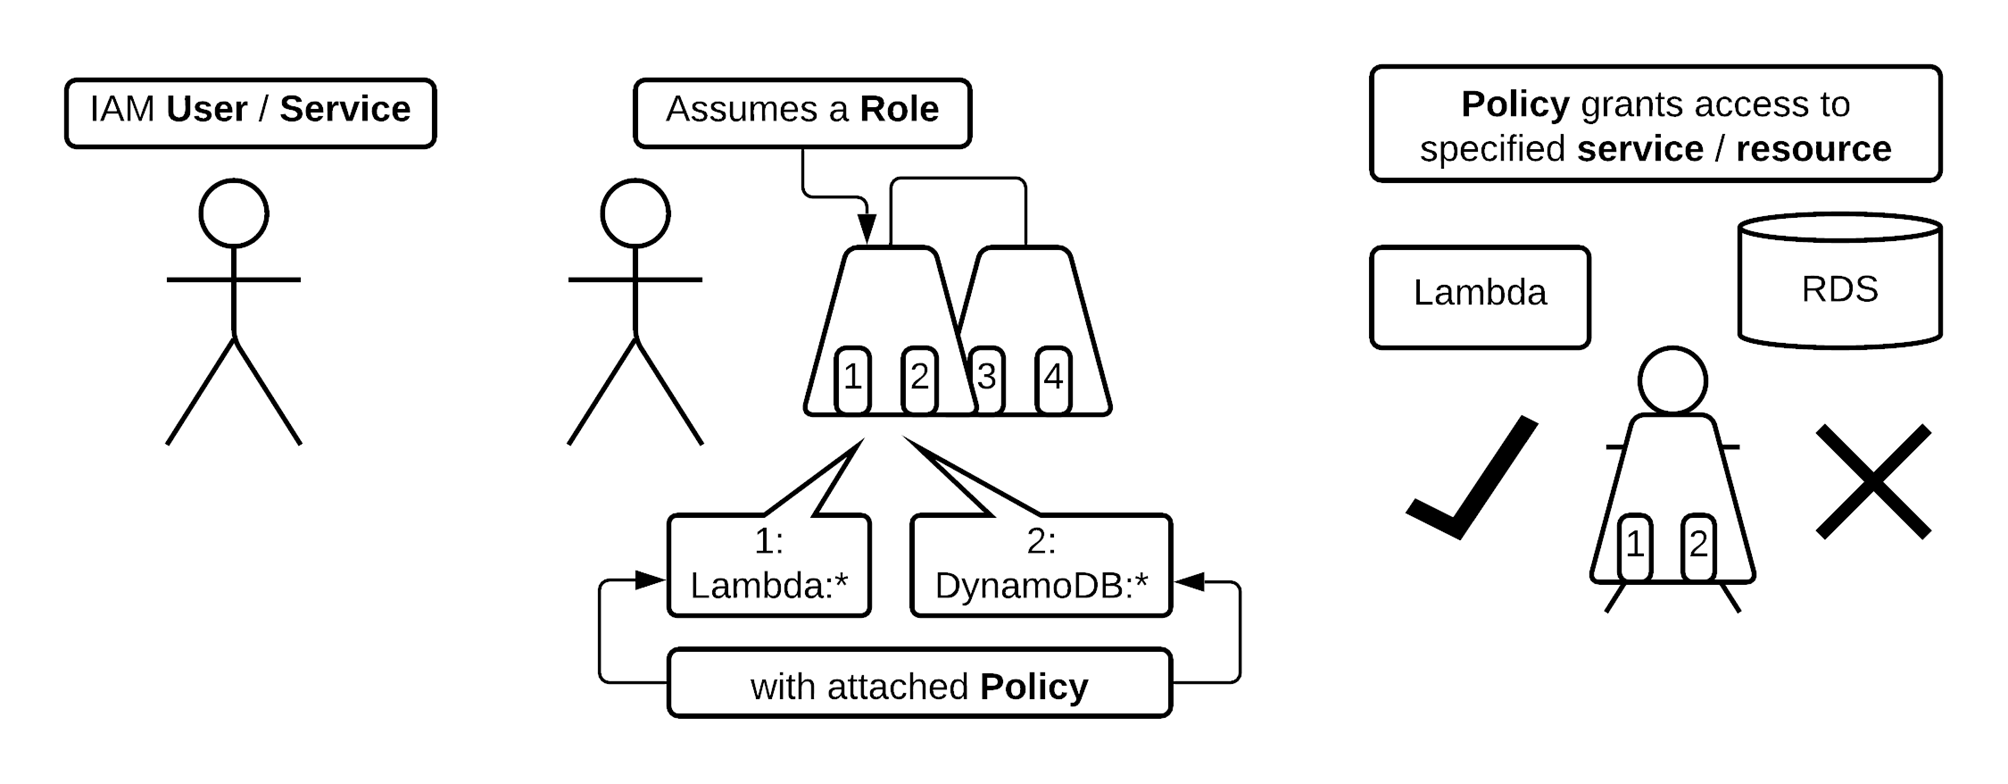 IAM User / Service
Assumes a Role
Policy grants access to
specified service / resource
Lambda
RDS
1
2
3
4
1:
Lambda:*
2:
DynamoDB:*
with attached Policy
1
2